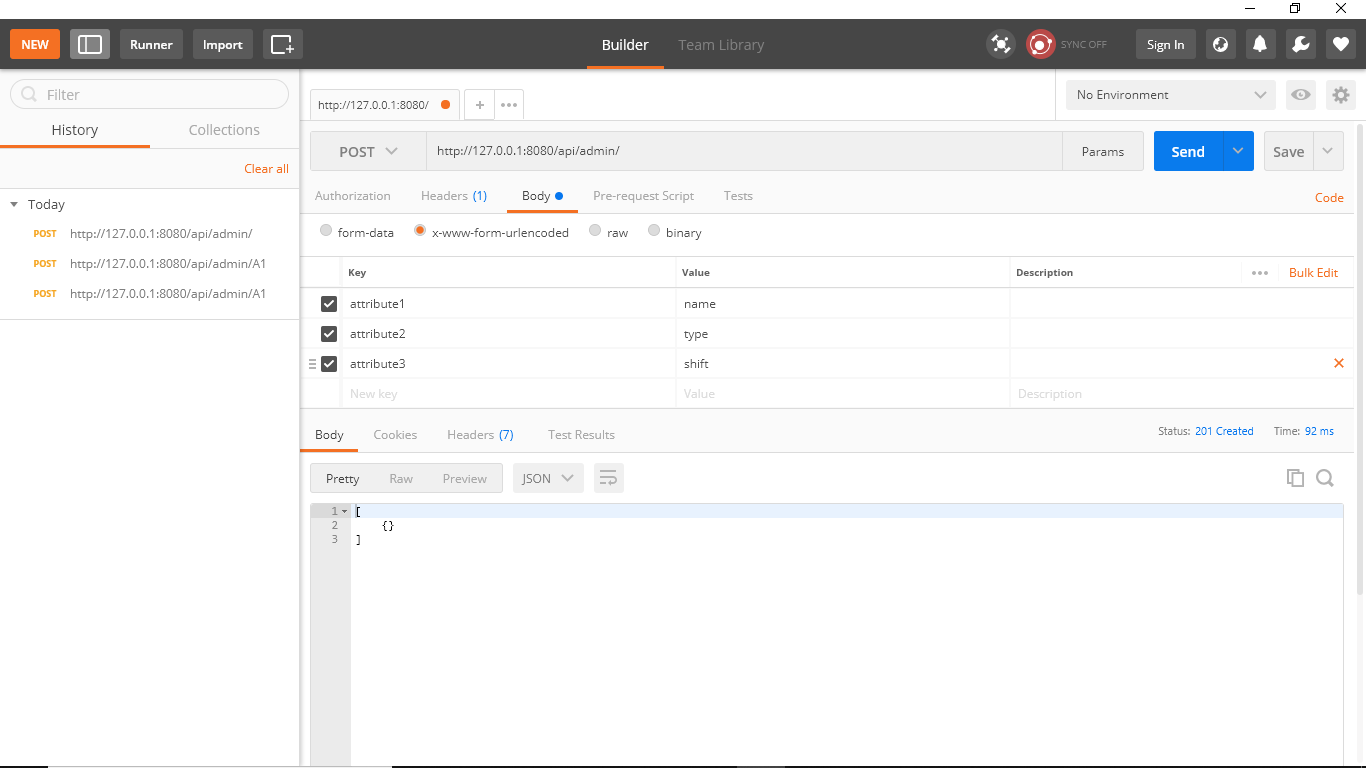 NEW Runner Import Builder Team Library SYNC OFF Sign In
Filter
http://127.0.0.1:8080/ + ••• No Environment
History Collections
POST http://127.0.0.1:8080/api/admin/ Params Send Save
Clear all
Authorization Headers (1) Body Pre-request Script Tests Code
Today
POST http://127.0.0.1:8080/api/admin/
POST http://127.0.0.1:8080/api/admin/A1
POST http://127.0.0.1:8080/api/admin/A1
form-data x-www-form-urlencoded raw binary
Key Value Description ••• Bulk Edit
attribute1 name
attribute2 type
attribute3 shift
New key Value Description
Body Cookies Headers (7) Test Results Status: 201 Created Time: 92 ms
Pretty Raw Preview JSON
1 [
2 {}
3 ]